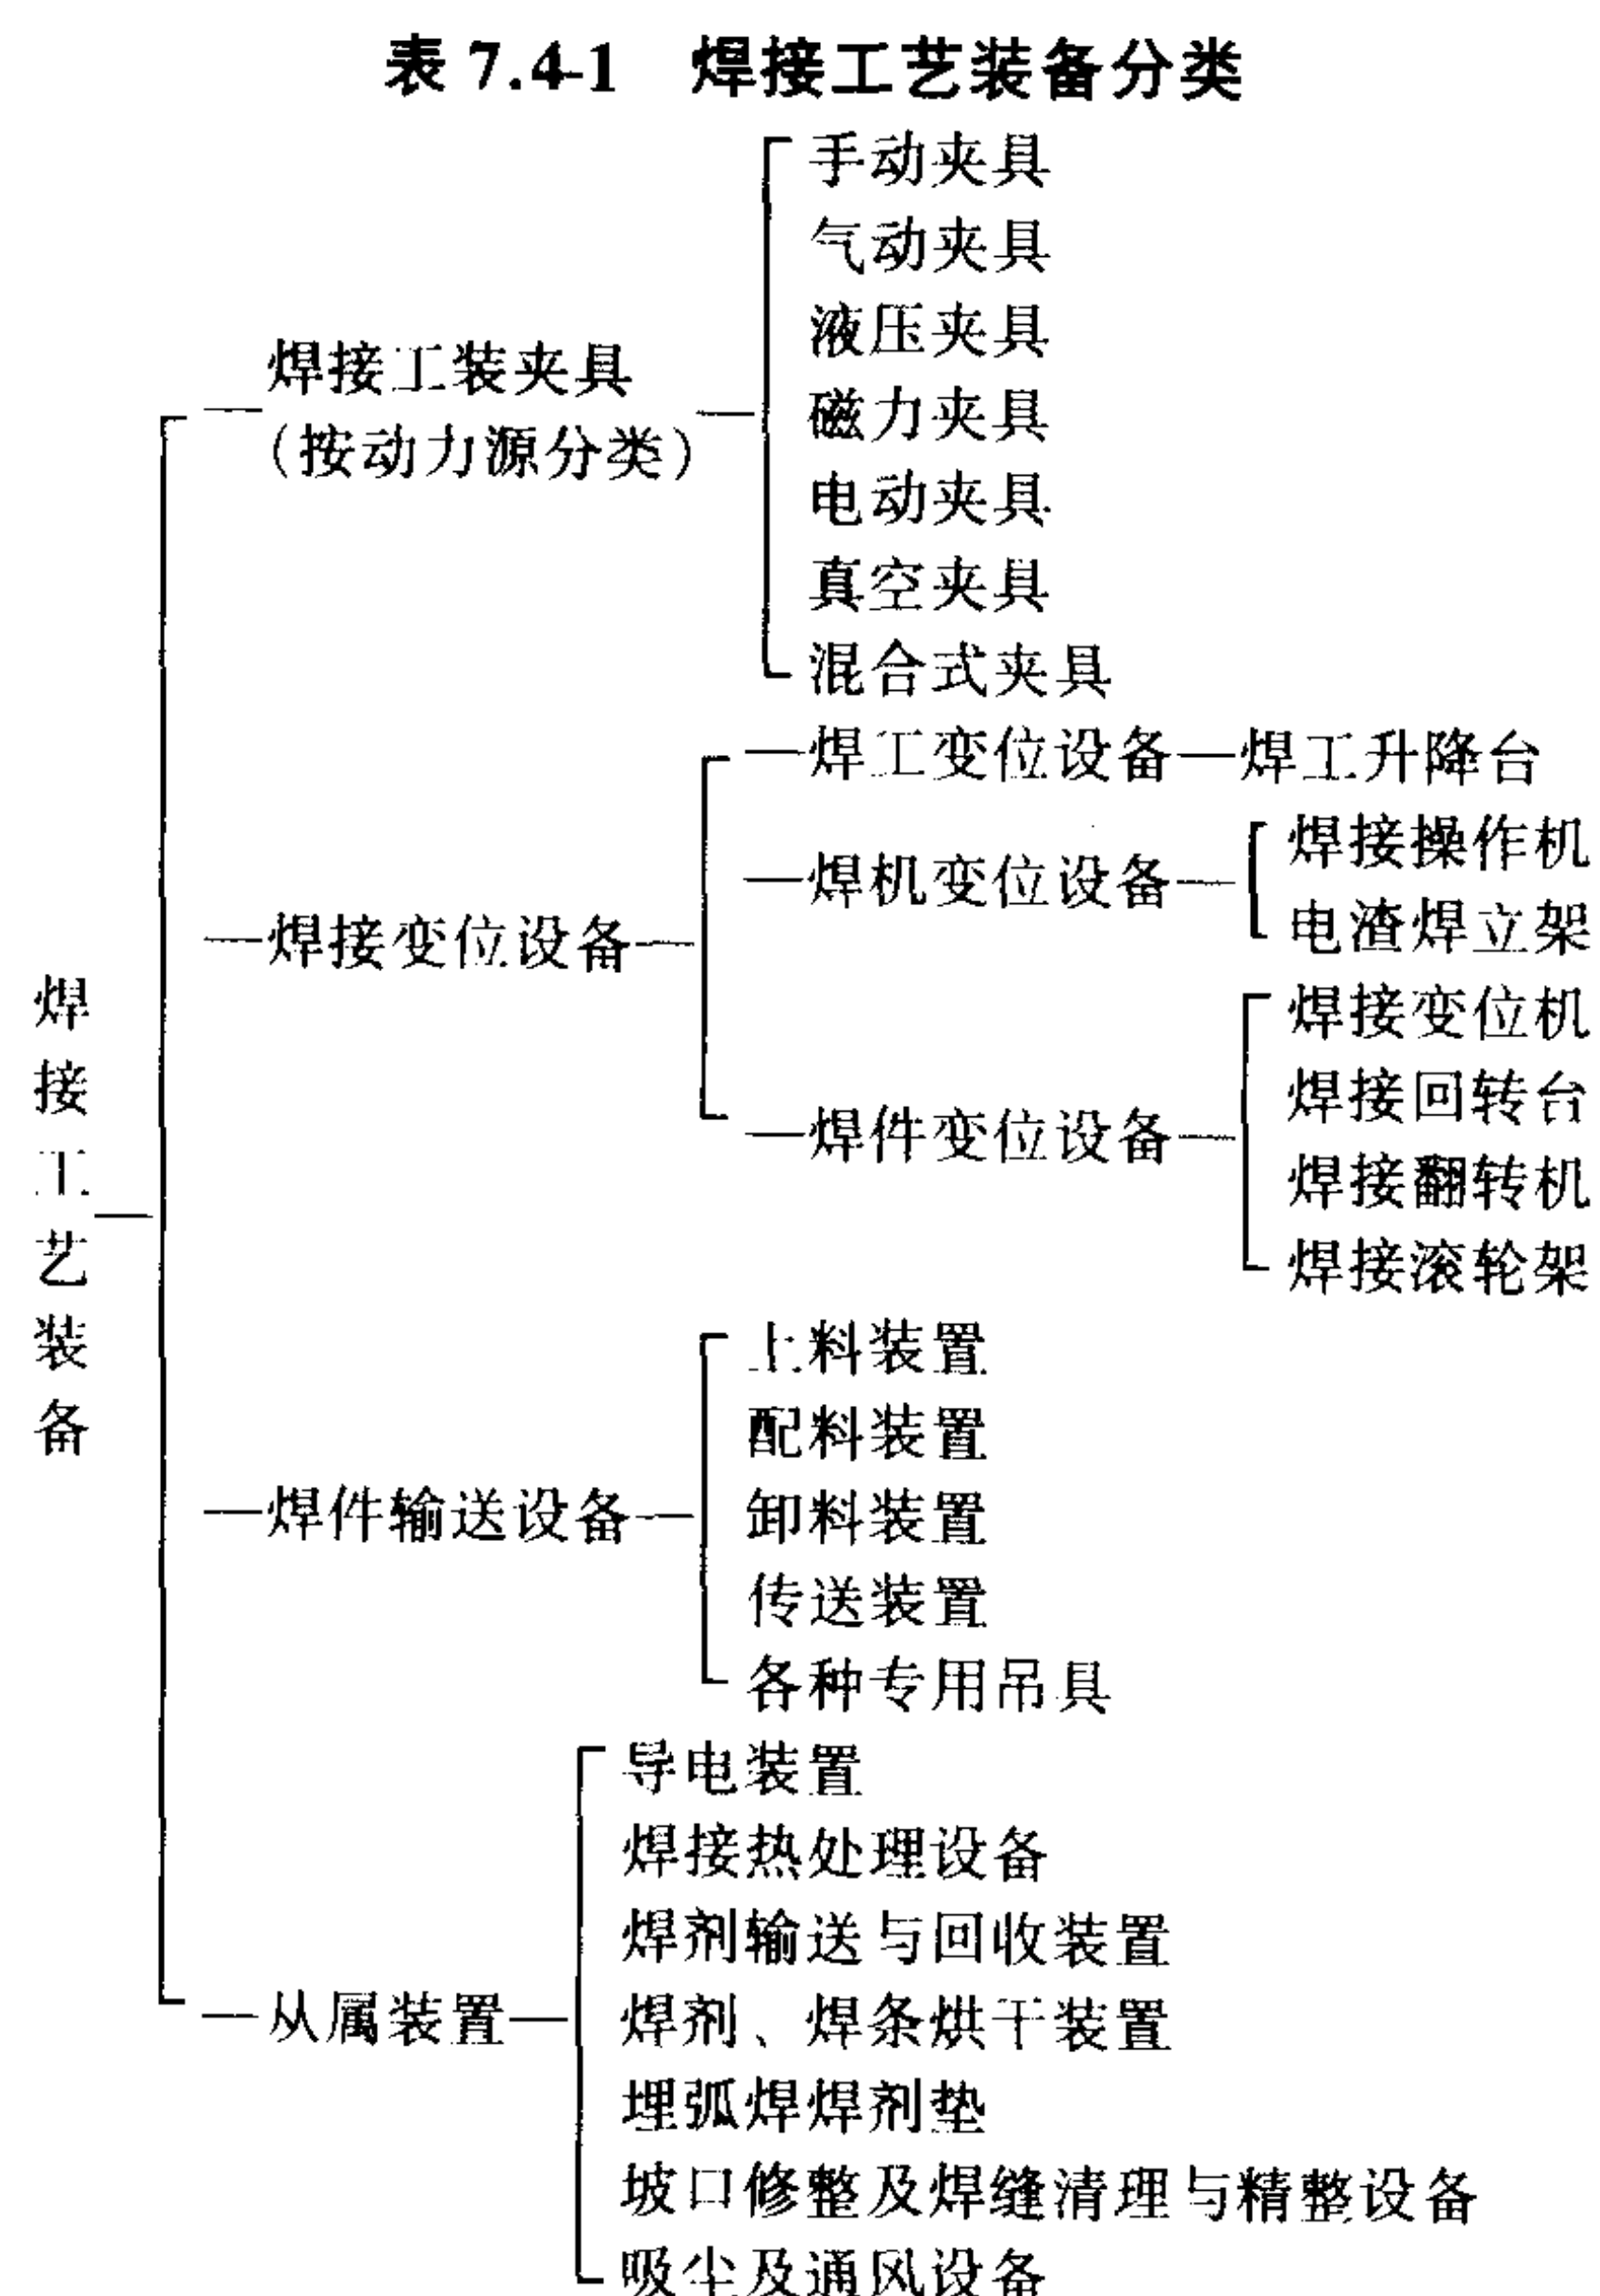 表 7.4-1 焊接工艺装备分类
焊接工艺装备
焊接工装夹具
(按动力源分类)
手动夹具
气动夹具
液压夹具
磁力夹具
电动夹具
真空夹具
混合式夹具
焊接变位设备
焊工变位设备
焊工升降台
焊机变位设备
焊接操作机
电渣焊立架
焊件变位设备
焊接变位机
焊接回转台
焊接翻转机
焊接滚轮架
焊件输送设备
上料装置
配料装置
卸料装置
传送装置
各种专用吊具
从属装置
导电装置
焊接热处理设备
焊剂输送与回收装置
焊剂、焊条烘干装置
埋弧焊焊剂垫
坡口修整及焊缝清理与精整设备
吸尘及通风设备